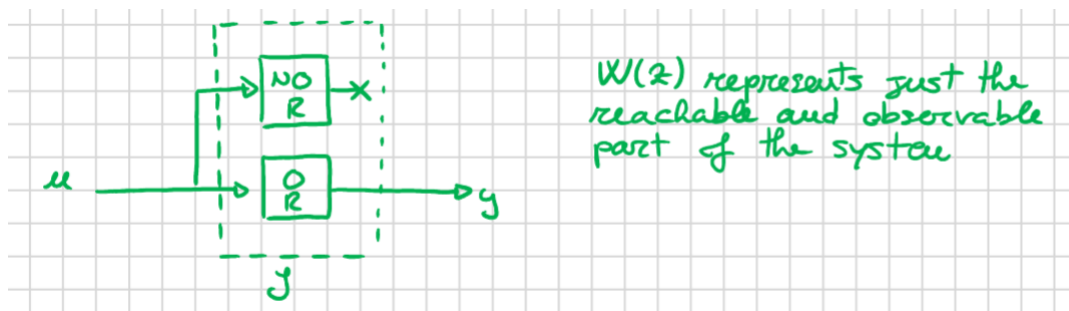 NO
R
W(z) represents just the
reachable and observable
part of the system
u
O
R
y
S